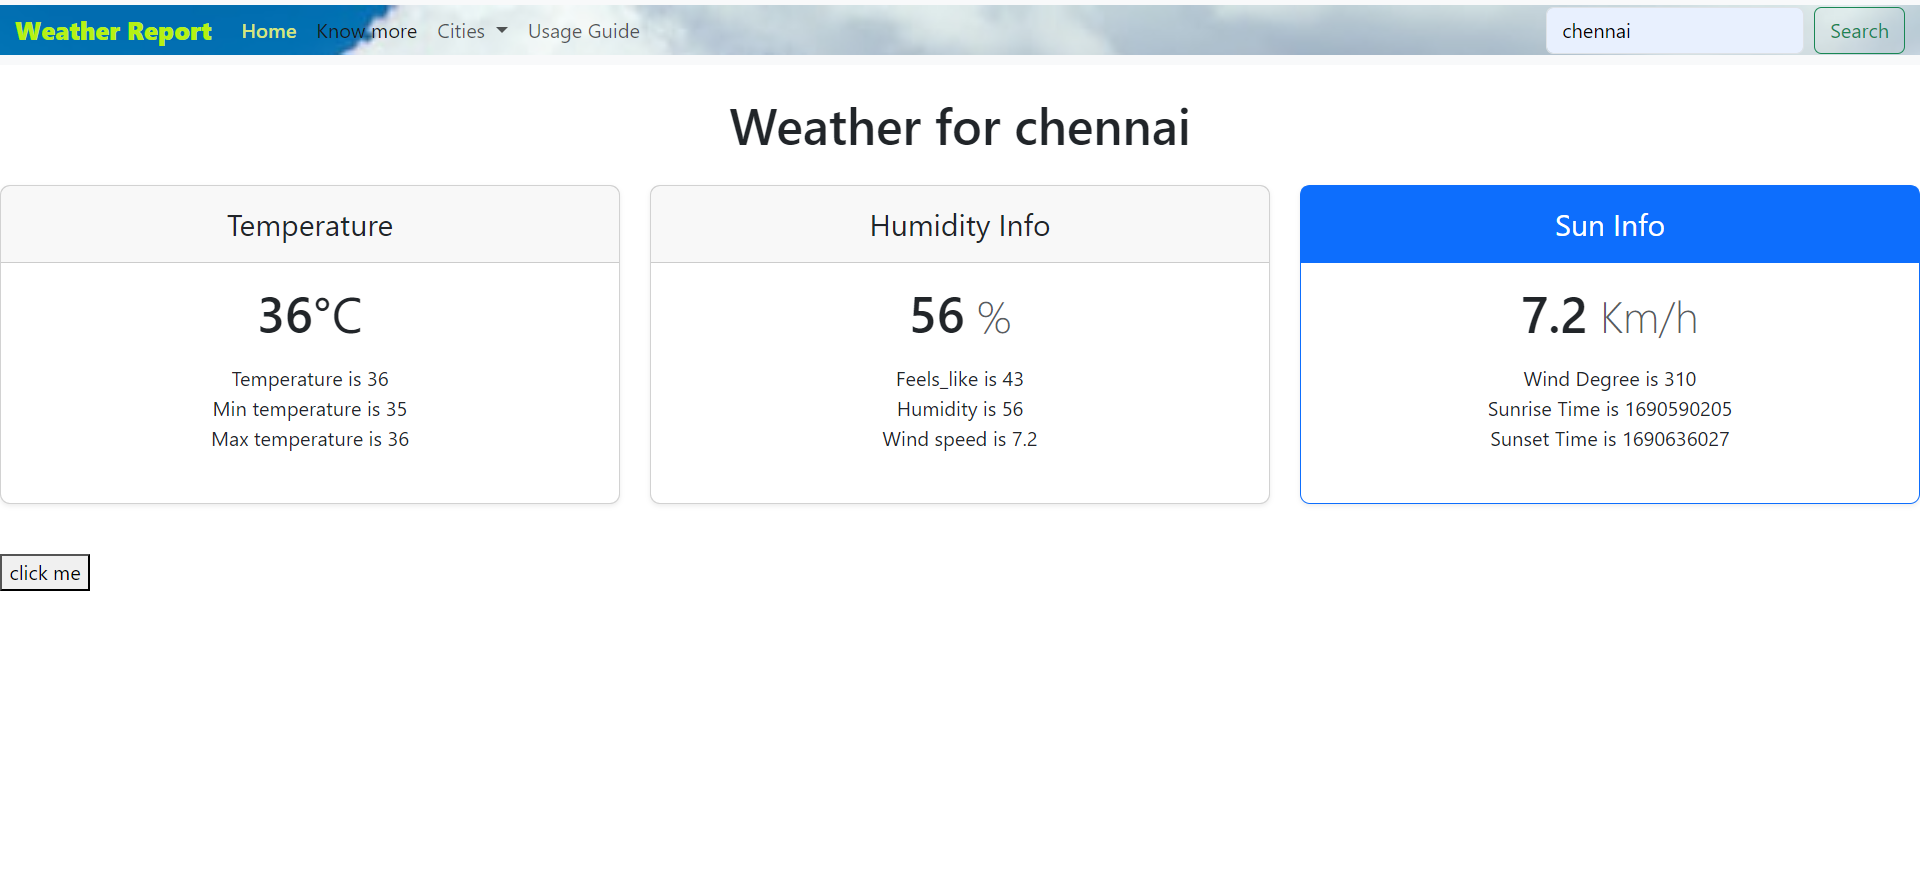 Weather Report Home Know more Cities Usage Guide chennai Search
Weather for chennai
Temperature
36°C
Temperature is 36
Min temperature is 35
Max temperature is 36
Humidity Info
56 %
Feels_like is 43
Humidity is 56
Wind speed is 7.2
Sun Info
7.2 Km/h
Wind Degree is 310
Sunrise Time is 1690590205
Sunset Time is 1690636027
click me